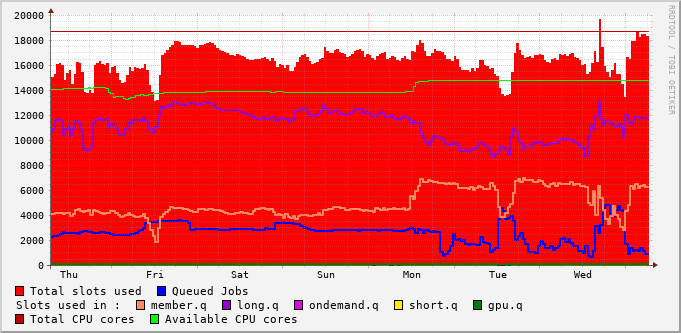 20000
18000
16000
14000
12000
10000
8000
6000
4000
2000
0
Thu Fri Sat Sun Mon Tue Wed
RRDTOOL / TOBI OETIKER
Total slots used Queued Jobs
Slots used in : member.q long.q ondemand.q short.q gpu.q
Total CPU cores Available CPU cores